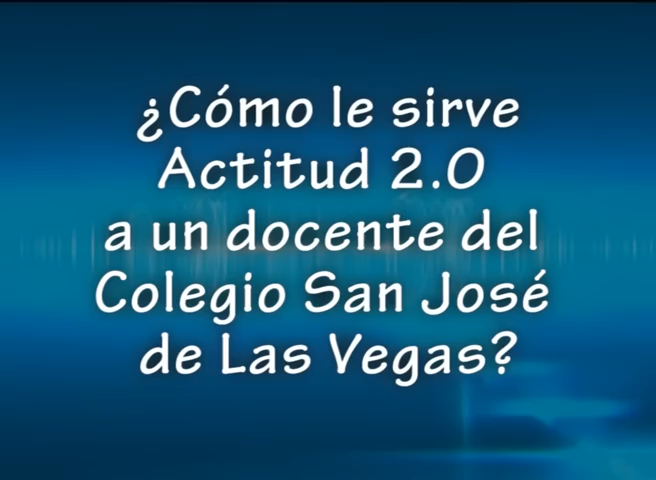 ¿Cómo le sirve
Actitud 2.0
a un docente del
Colegio San José
de Las Vegas?